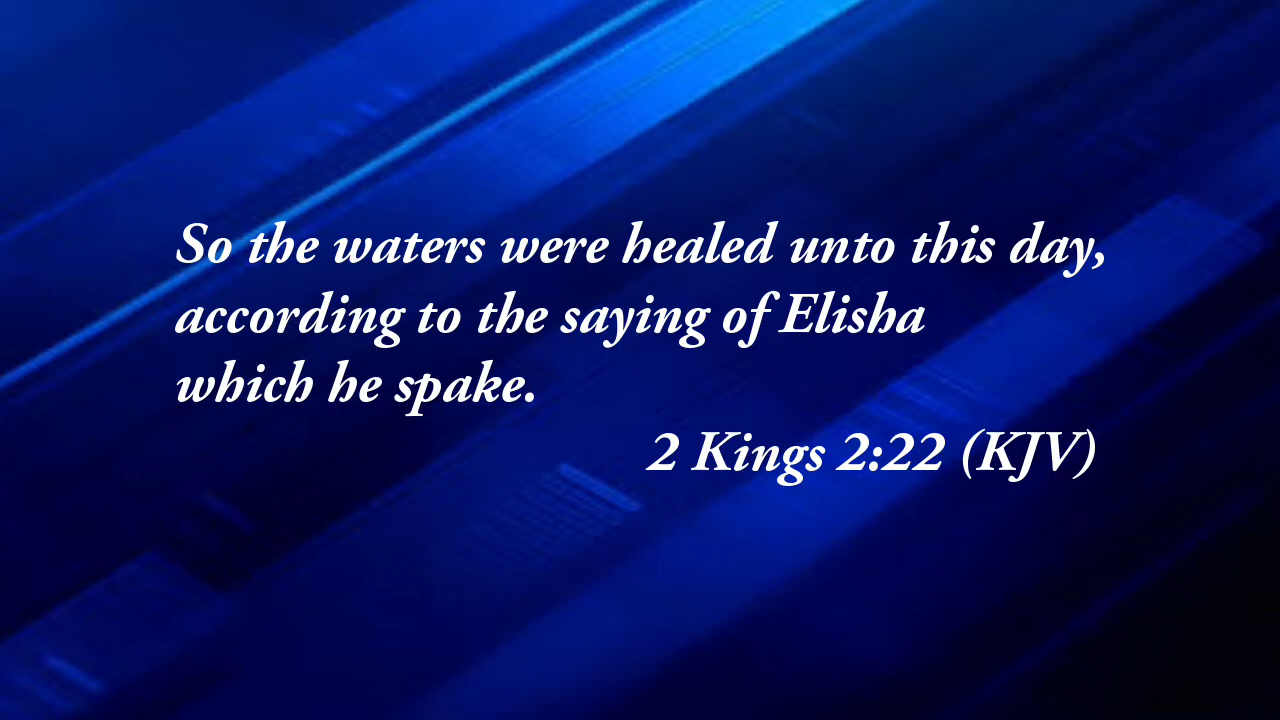 So the waters were healed unto this day,
according to the saying of Elisha
which he spake.
2 Kings 2:22 (KJV)